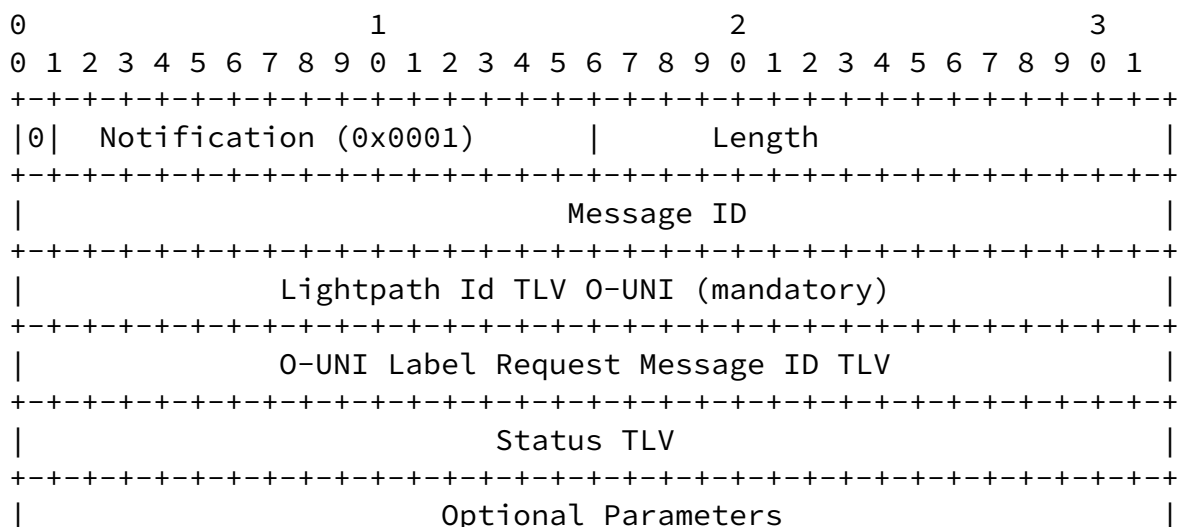 0                   1                   2                   3
0 1 2 3 4 5 6 7 8 9 0 1 2 3 4 5 6 7 8 9 0 1 2 3 4 5 6 7 8 9 0 1
+-+-+-+-+-+-+-+-+-+-+-+-+-+-+-+-+-+-+-+-+-+-+-+-+-+-+-+-+-+-+-+-+
|0|  Notification (0x0001)      |      Length                   |
+-+-+-+-+-+-+-+-+-+-+-+-+-+-+-+-+-+-+-+-+-+-+-+-+-+-+-+-+-+-+-+-+
|                              Message ID                       |
+-+-+-+-+-+-+-+-+-+-+-+-+-+-+-+-+-+-+-+-+-+-+-+-+-+-+-+-+-+-+-+-+
|              Lightpath Id TLV O-UNI (mandatory)               |
+-+-+-+-+-+-+-+-+-+-+-+-+-+-+-+-+-+-+-+-+-+-+-+-+-+-+-+-+-+-+-+-+
|              O-UNI Label Request Message ID TLV               |
+-+-+-+-+-+-+-+-+-+-+-+-+-+-+-+-+-+-+-+-+-+-+-+-+-+-+-+-+-+-+-+-+
|                          Status TLV                           |
+-+-+-+-+-+-+-+-+-+-+-+-+-+-+-+-+-+-+-+-+-+-+-+-+-+-+-+-+-+-+-+-+
|                       Optional Parameters                     |